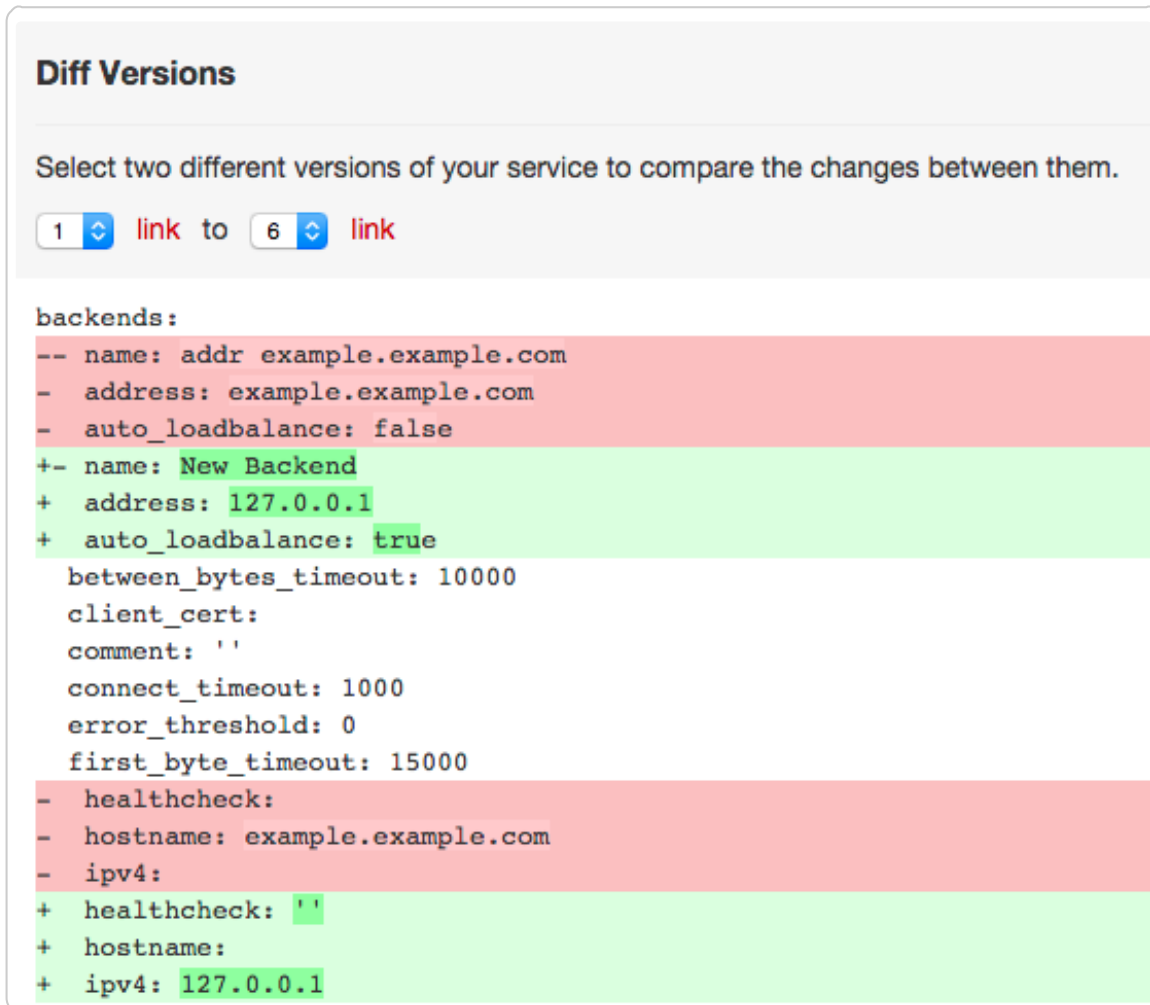 Diff Versions
Select two different versions of your service to compare the changes between them.
1 link to 6 link
backends:
-- name: addr example.example.com
-  address: example.example.com
-  auto_loadbalance: false
+- name: New Backend
+  address: 127.0.0.1
+  auto_loadbalance: true
  between_bytes_timeout: 10000
  client_cert:
  comment: ''
  connect_timeout: 1000
  error_threshold: 0
  first_byte_timeout: 15000
-  healthcheck:
-  hostname: example.example.com
-  ipv4:
+  healthcheck: ''
+  hostname:
+  ipv4: 127.0.0.1